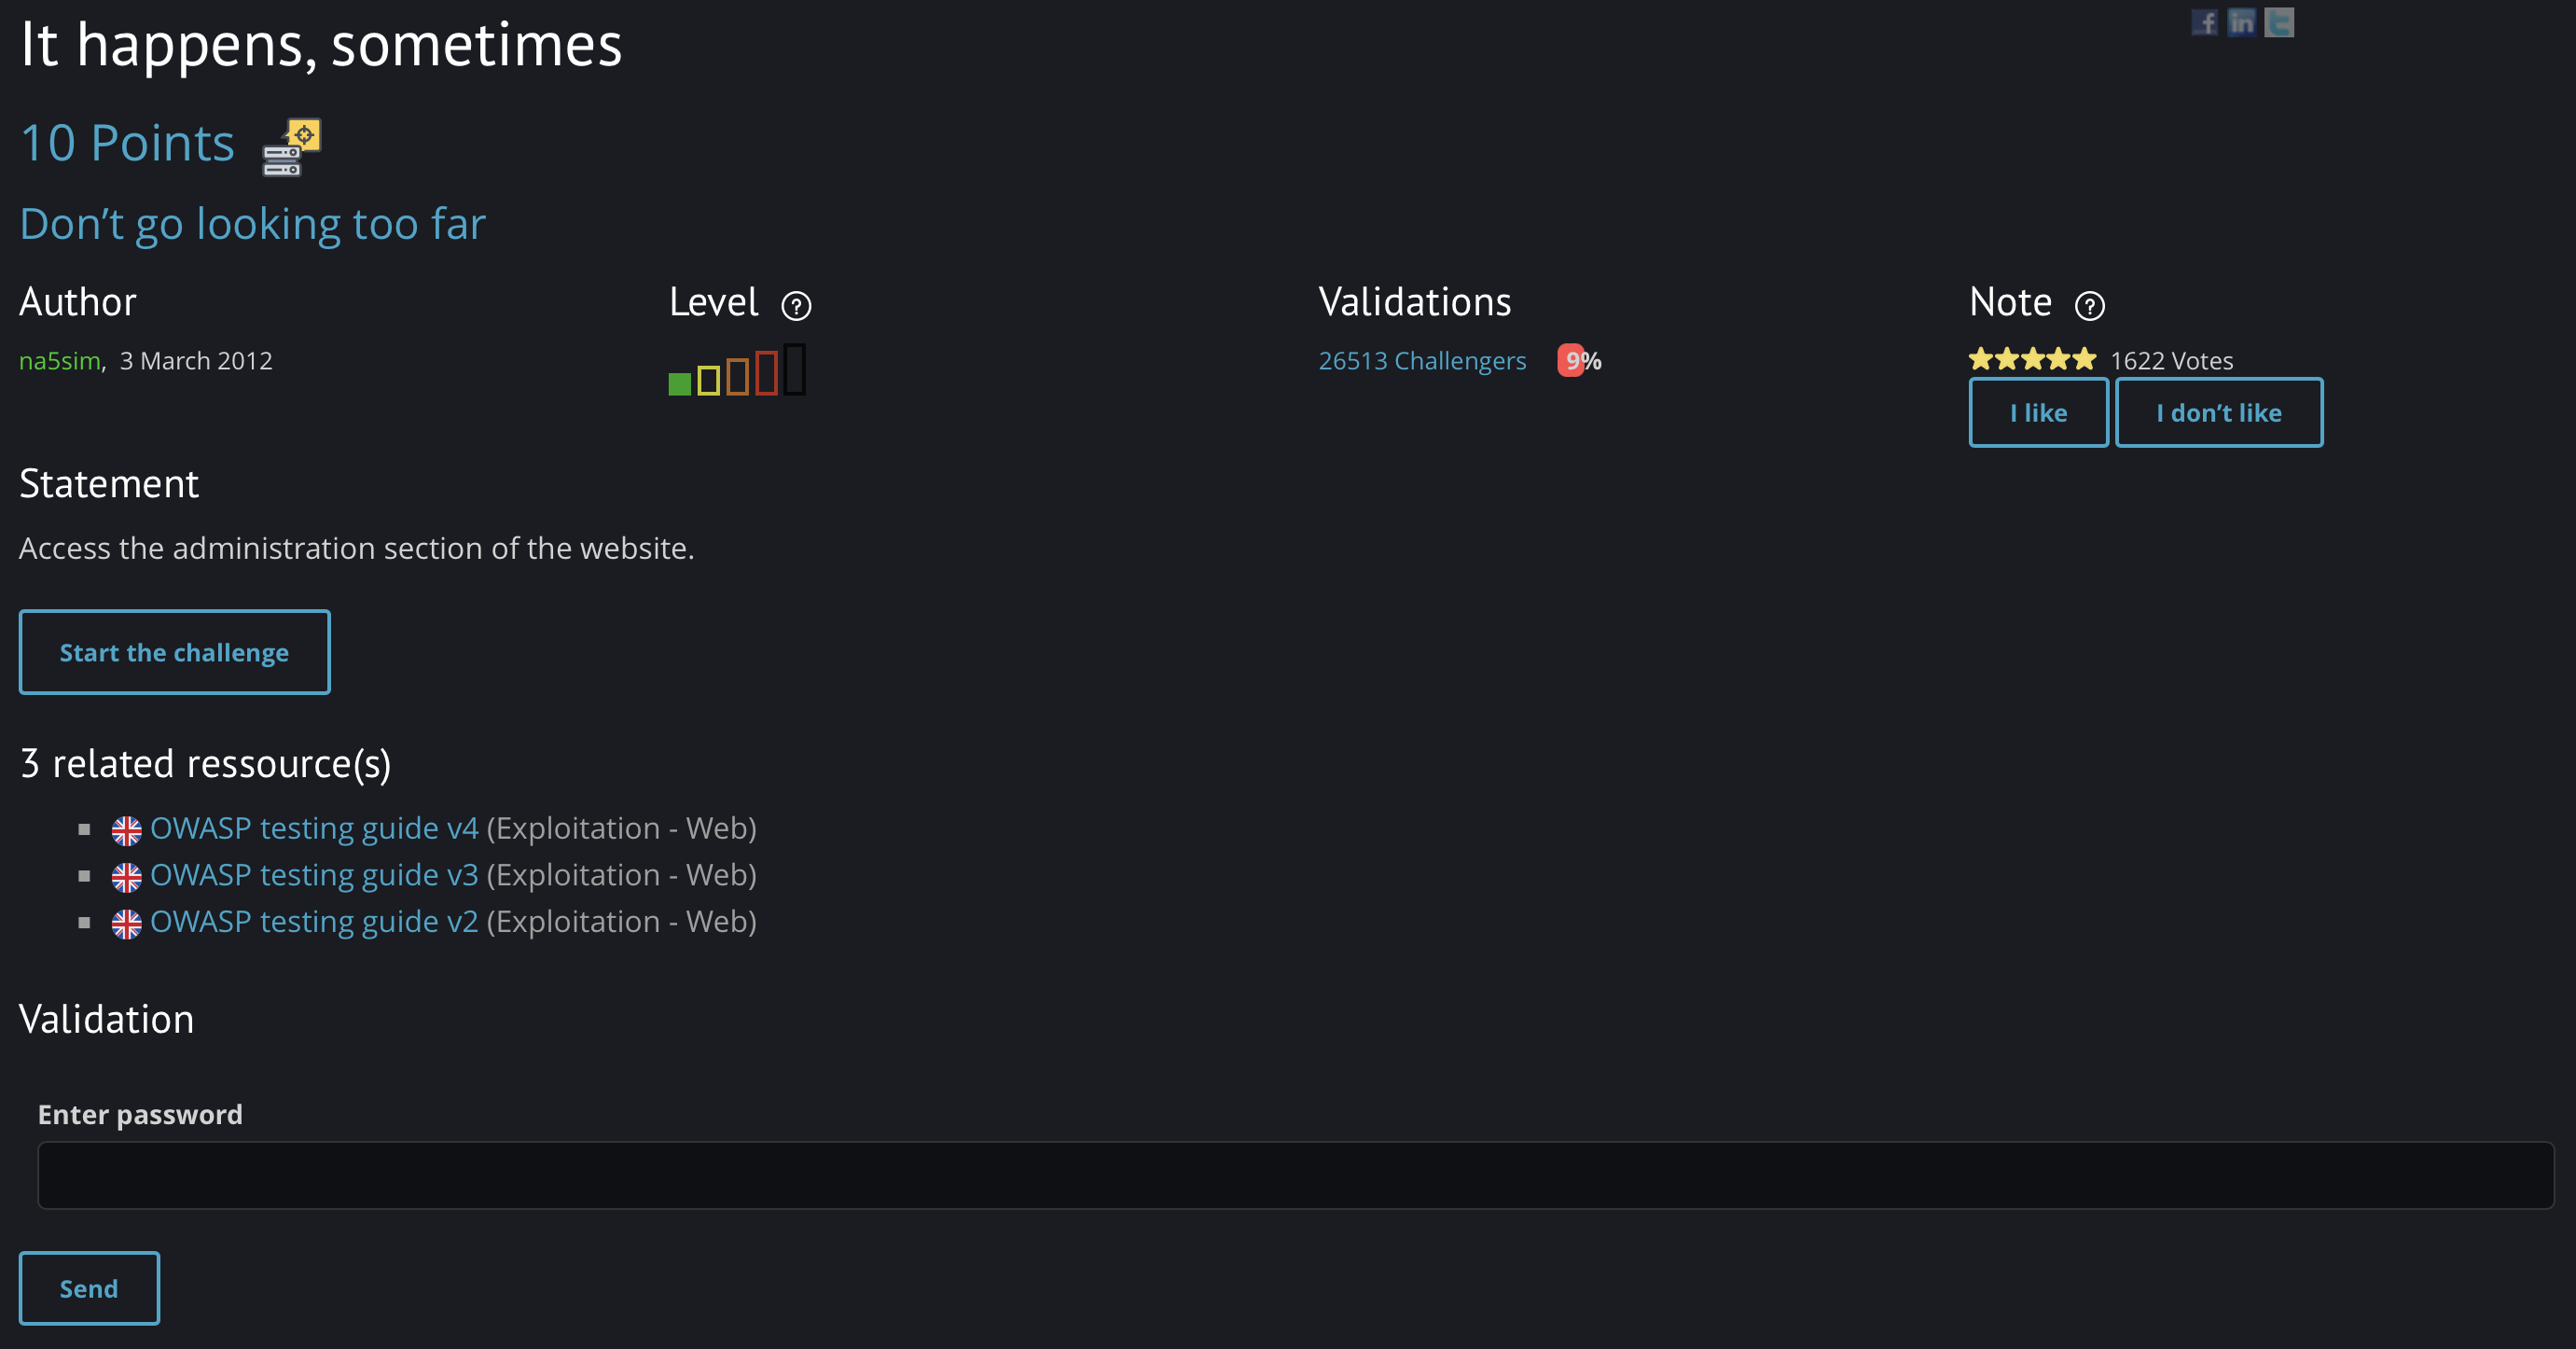 It happens, sometimes
10 Points
Don’t go looking too far
Author Level ? Validations Note ?
na5sim, 3 March 2012 26513 Challengers 9% 1622 Votes
I like I don’t like
Statement
Access the administration section of the website.
Start the challenge
3 related ressource(s)
OWASP testing guide v4 (Exploitation - Web)
OWASP testing guide v3 (Exploitation - Web)
OWASP testing guide v2 (Exploitation - Web)
Validation
Enter password
Send